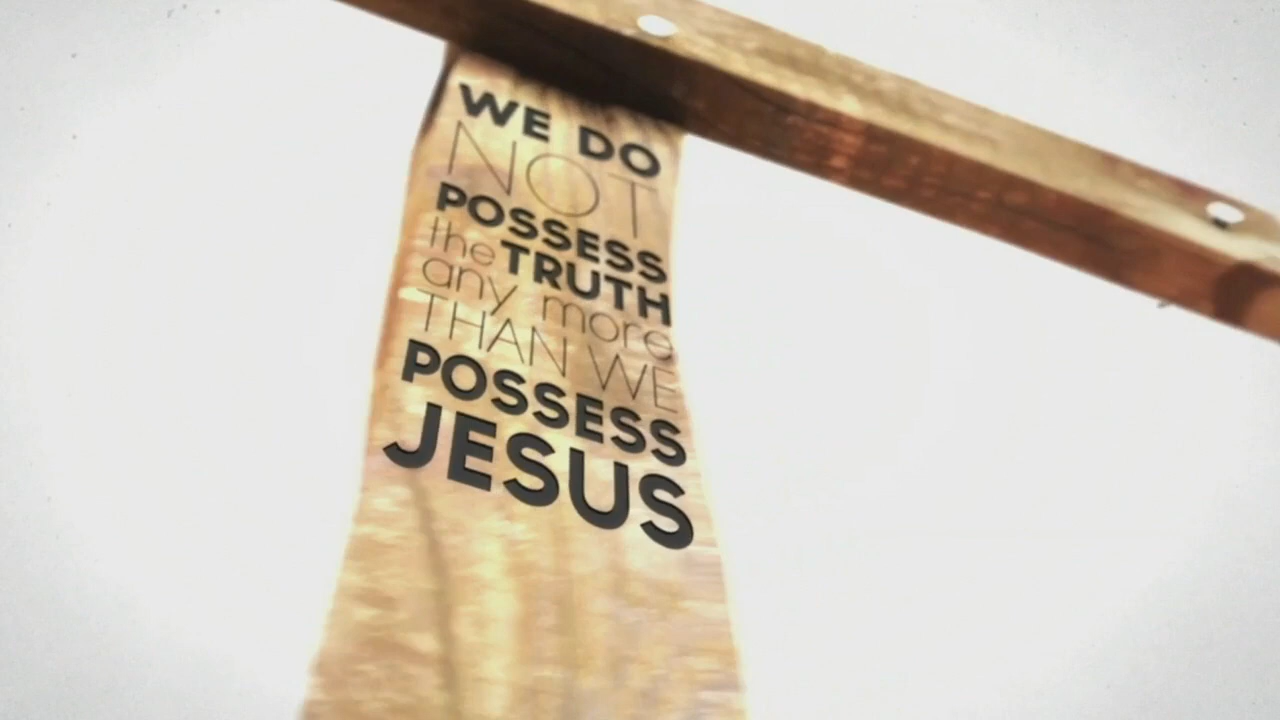 WE DO
NOT
POSSESS
the TRUTH
any more
THAN WE
POSSESS
JESUS